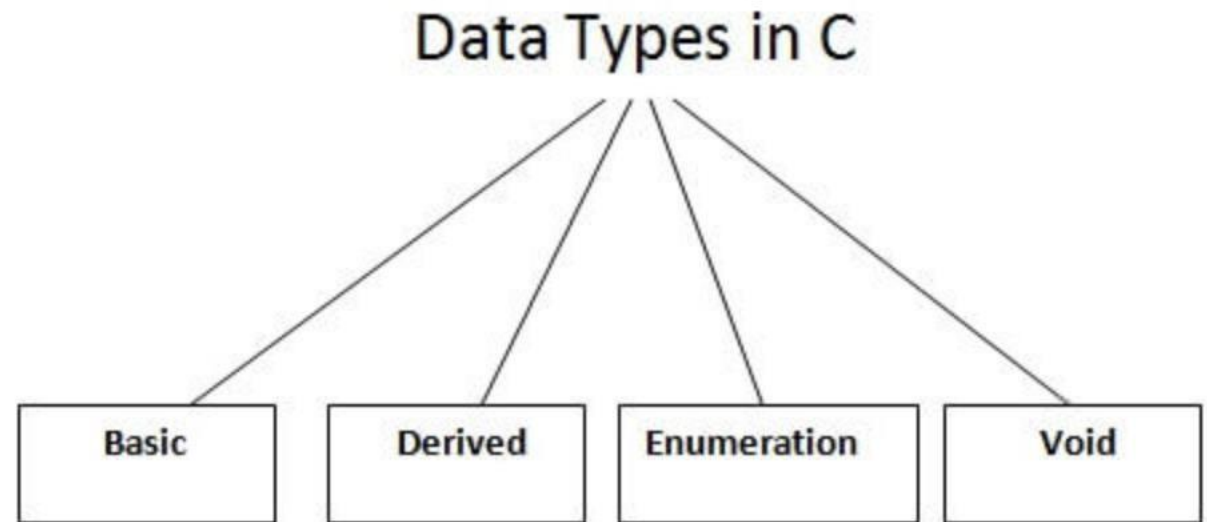 Data Types in C
Basic
Derived
Enumeration
Void